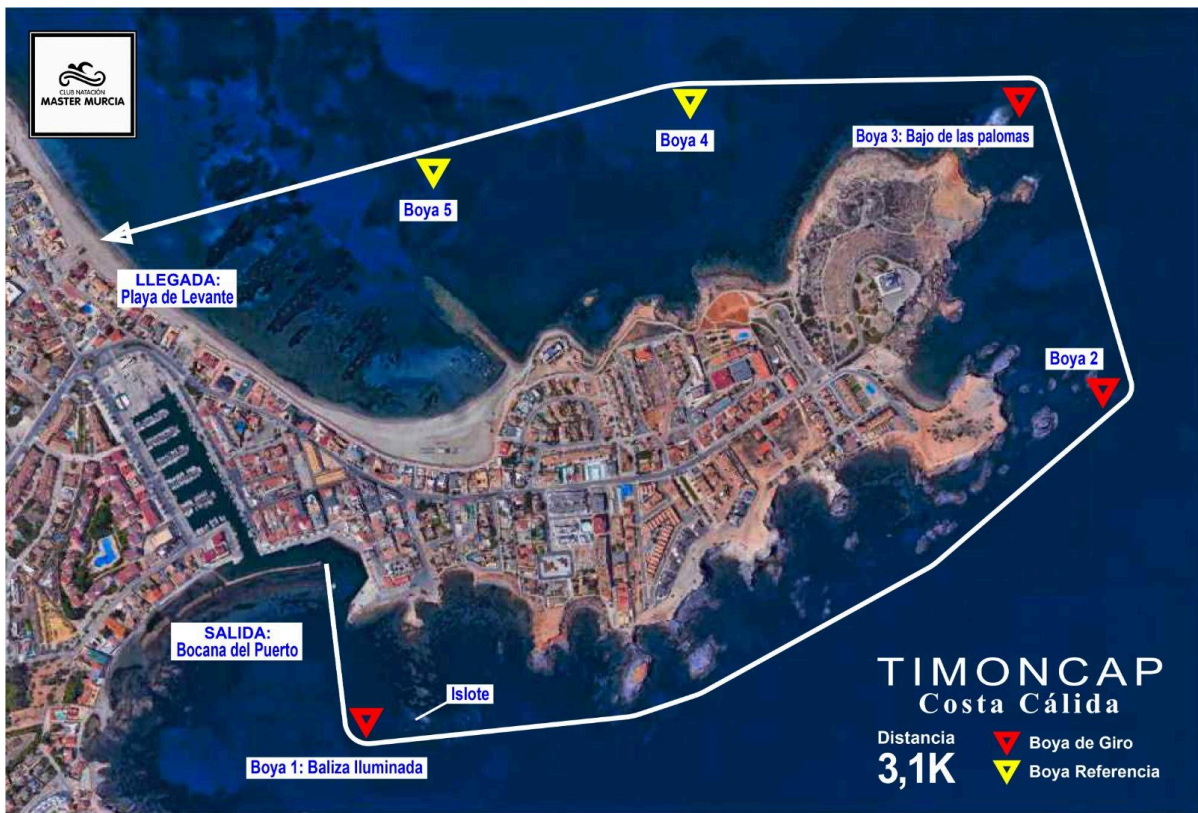 CLUB NATACIÓN
MASTER MURCIA
Boya 4
Boya 3: Bajo de las palomas
Boya 5
LLEGADA:
Playa de Levante
Boya 2
SALIDA:
Bocana del Puerto
Islote
Boya 1: Baliza Iluminada
TIMONCAP
Costa Cálida
Distancia
3,1K
Boya de Giro
Boya Referencia